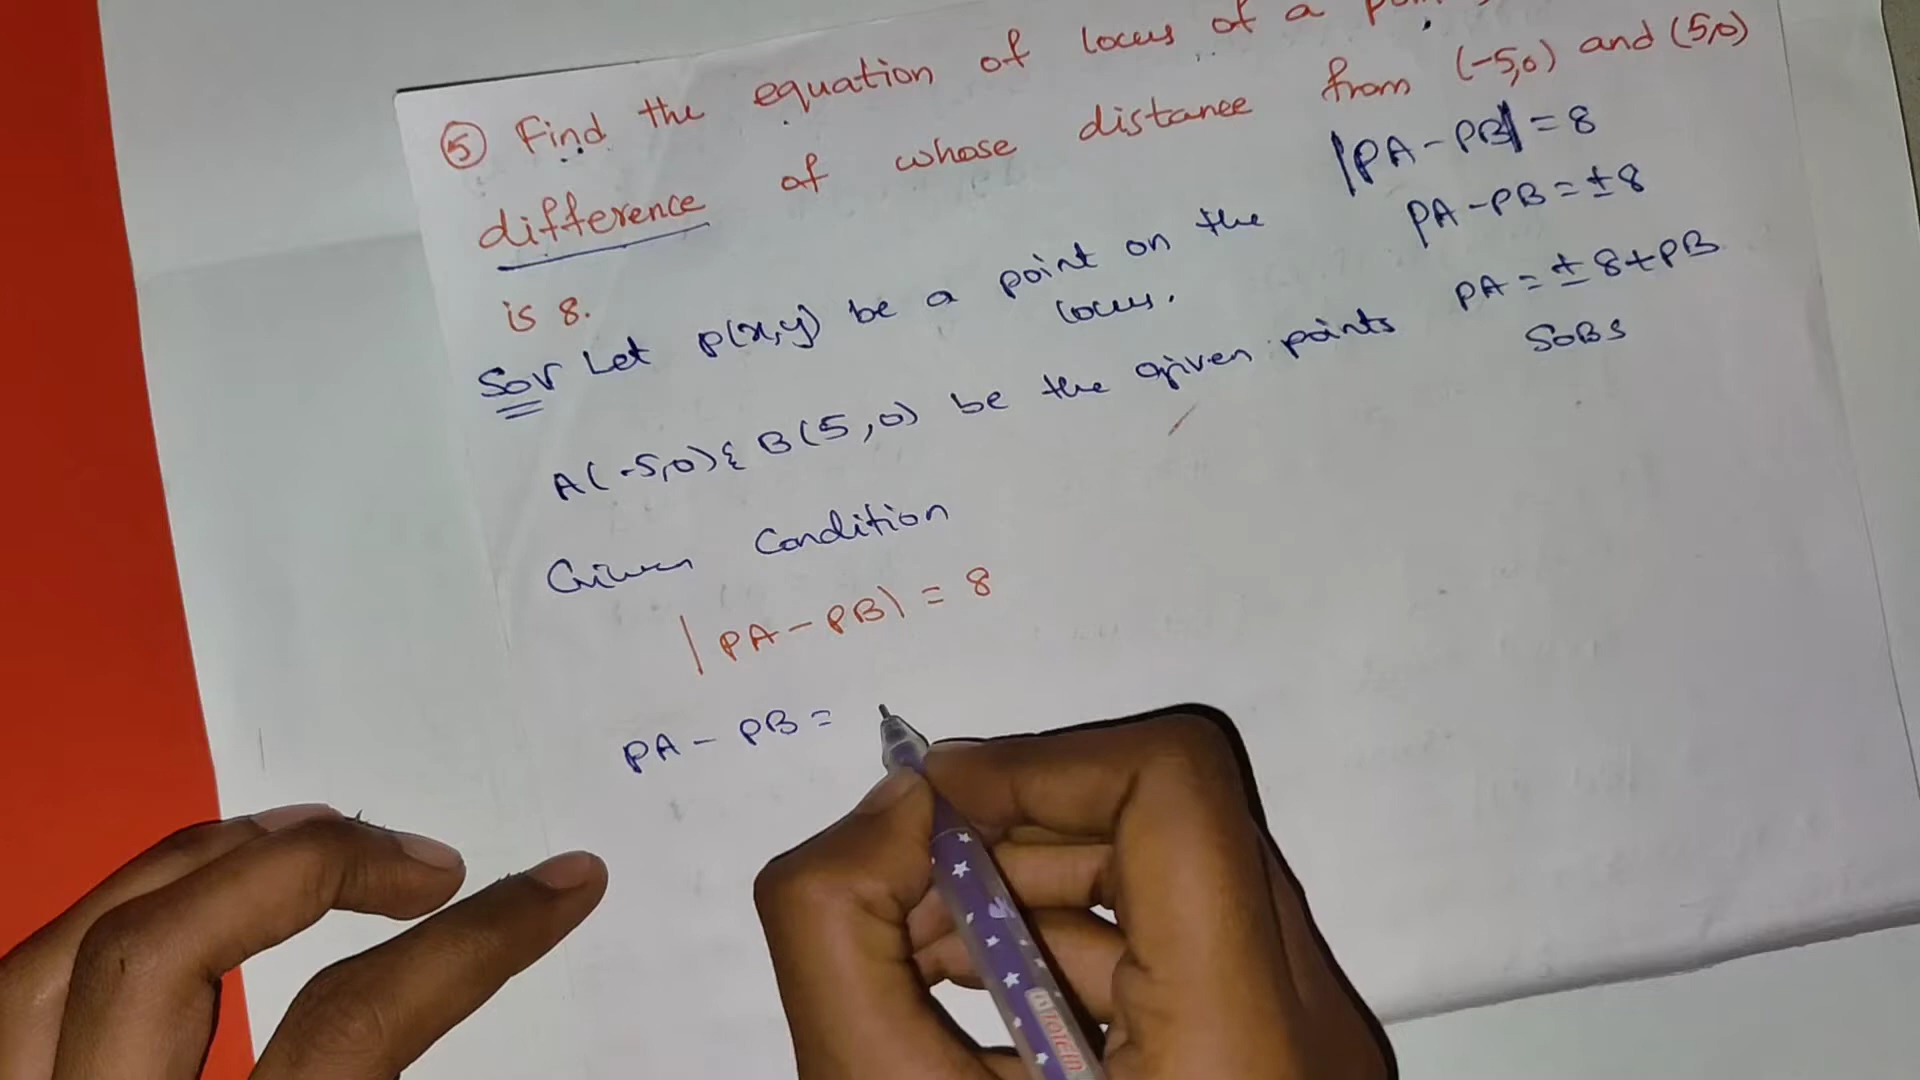 ⑤ Find the equation of locus of a
difference of whose distance from (-5,0) and (5,0)
is 8.
|PA-PB|=8
PA-PB=±8
PA=±8+PB
SOBS
Sol Let P(x,y) be a point on the
locus.
A(-5,0) & B(5,0) be the given points
Given Condition
|PA-PB|=8
PA-PB=